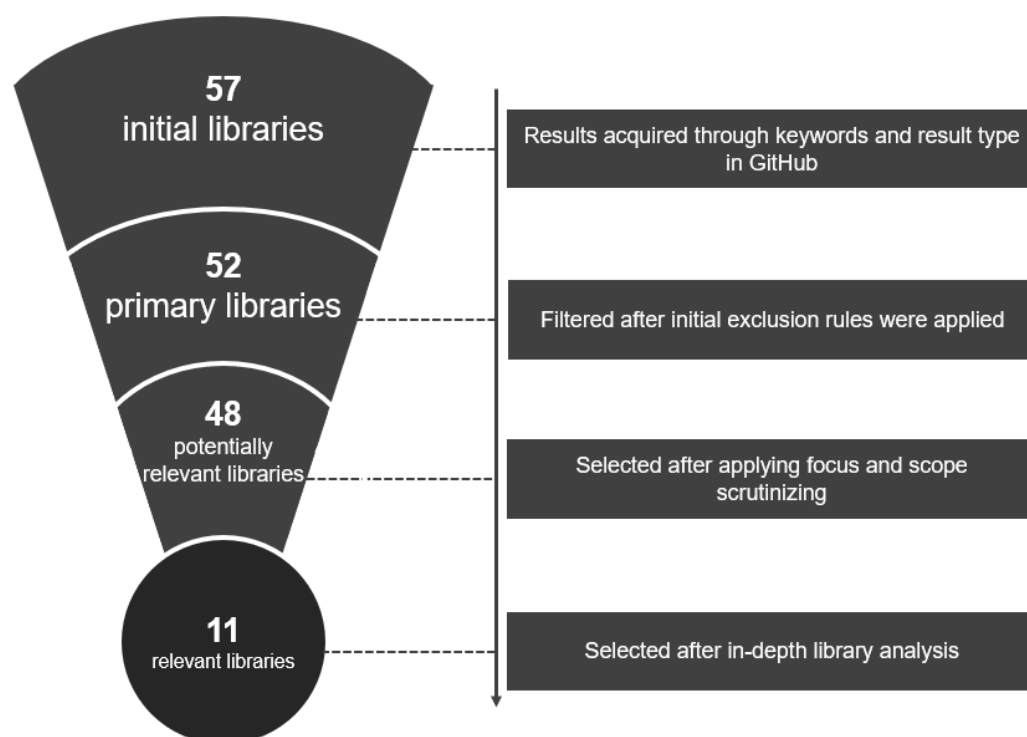 57
initial libraries
Results acquired through keywords and result type
in GitHub
52
primary libraries
Filtered after initial exclusion rules were applied
48
potentially
relevant libraries
Selected after applying focus and scope
scrutinizing
11
relevant libraries
Selected after in-depth library analysis